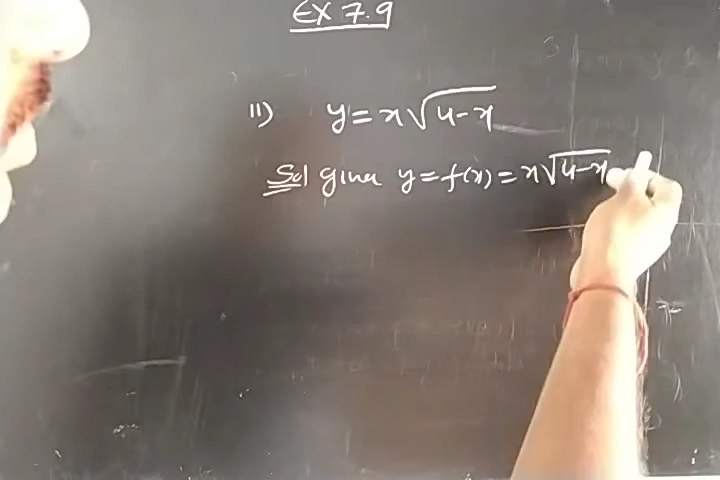 Ex 7.9
11) y = x√4-x
Sol Given y = f(x) = x√4-x